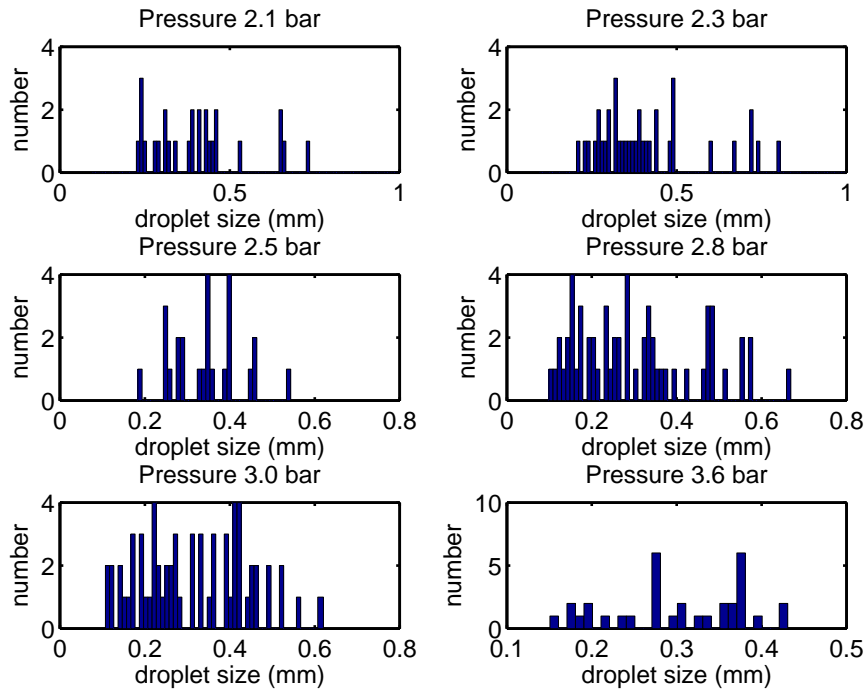 Pressure 2.1 bar
4
2
0
number
0 0.5 1
droplet size (mm)
Pressure 2.3 bar
4
2
0
number
0 0.5 1
droplet size (mm)
Pressure 2.5 bar
4
2
0
number
0 0.2 0.4 0.6 0.8
droplet size (mm)
Pressure 2.8 bar
4
2
0
number
0 0.2 0.4 0.6 0.8
droplet size (mm)
Pressure 3.0 bar
4
2
0
number
0 0.2 0.4 0.6 0.8
droplet size (mm)
Pressure 3.6 bar
10
5
0
number
0.1 0.2 0.3 0.4 0.5
droplet size (mm)